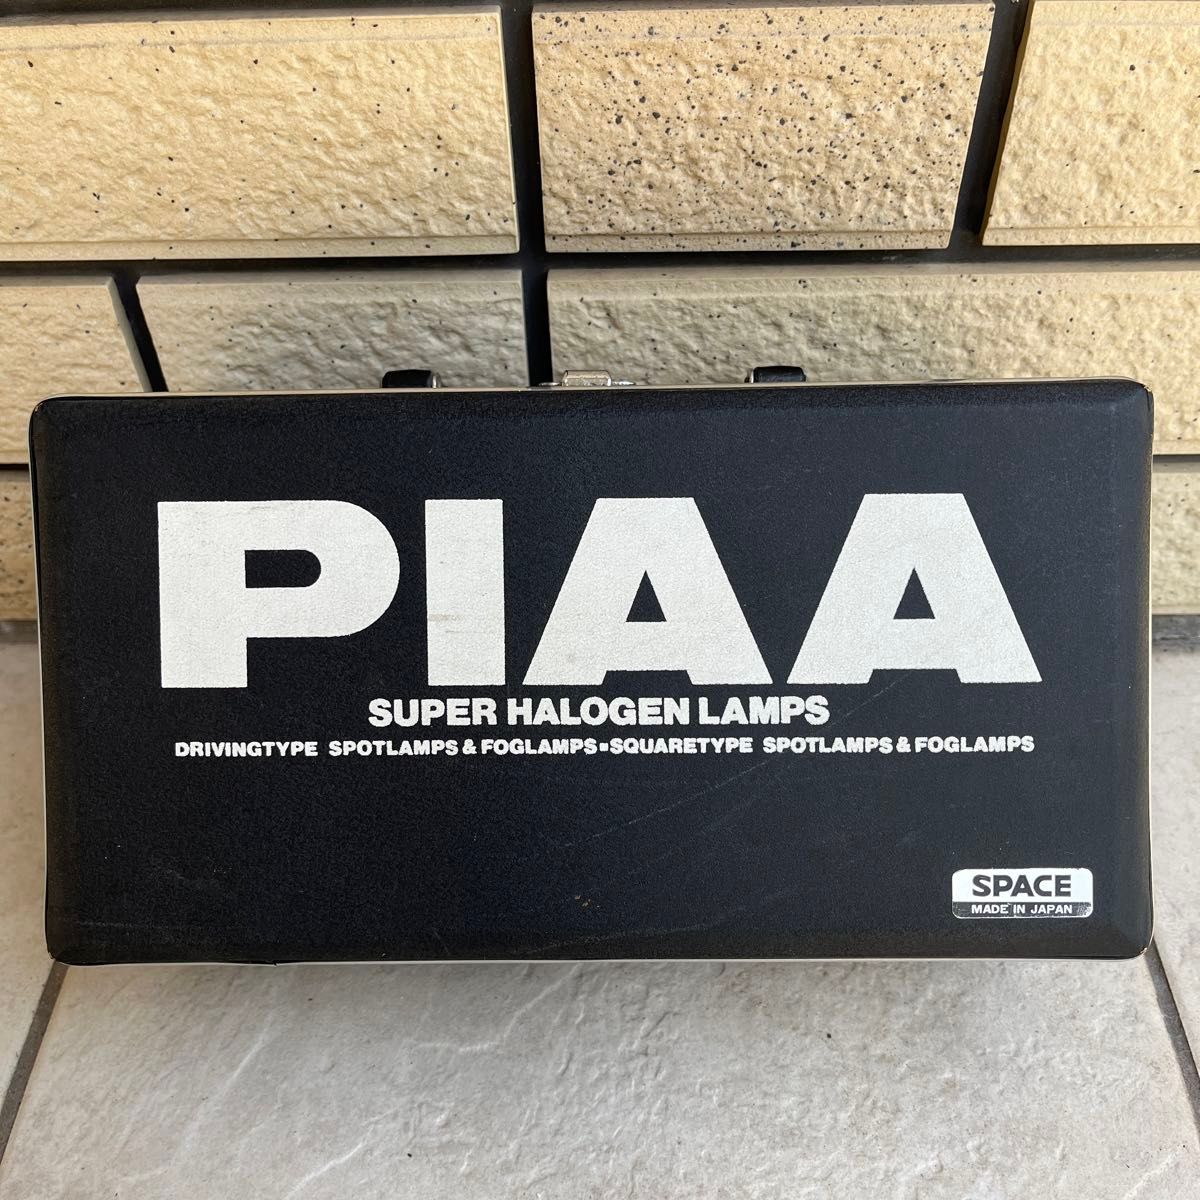 PIAA
SUPER HALOGEN LAMPS
DRIVINGTYPE SPOTLAMPS & FOGLAMPS▪SQUARETYPE SPOTLAMPS & FOGLAMPS
SPACE
MADE IN JAPAN